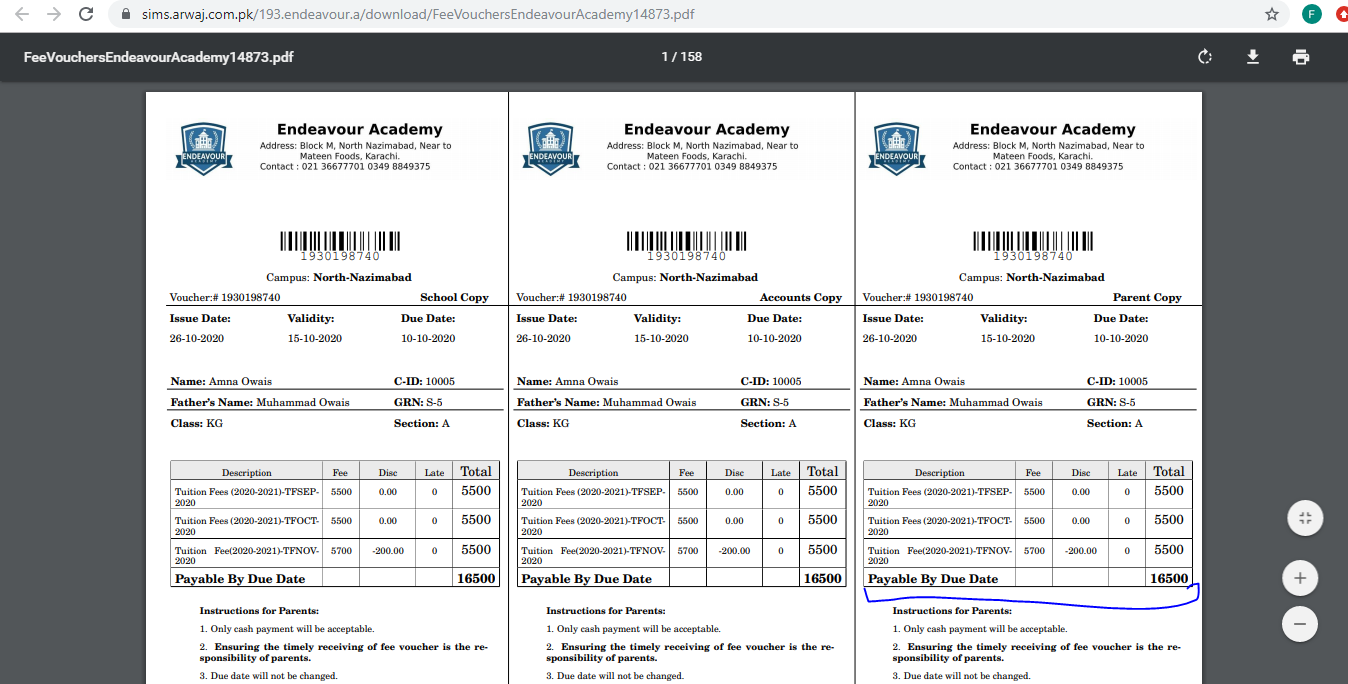 sims.arwaj.com.pk/193.endeavour.a/download/FeeVouchersEndeavourAcademy14873.pdf
F
FeeVouchersEndeavourAcademy14873.pdf
1 / 158
ENDEAVOUR
ACADEMY
Endeavour Academy
Address: Block M, North Nazimabad, Near to
Mateen Foods, Karachi.
Contact : 021 36677701 0349 8849375
1930198740
Campus: North-Nazimabad
Voucher:# 1930198740 School Copy
Issue Date: Validity: Due Date:
26-10-2020 15-10-2020 10-10-2020
Name: Amna Owais C-ID: 10005
Father's Name: Muhammad Owais GRN: S-5
Class: KG Section: A
Description Fee Disc Late Total
Tuition Fees (2020-2021)-TFSEP- 5500 0.00 0 5500
2020
Tuition Fees (2020-2021)-TFOCT- 5500 0.00 0 5500
2020
Tuition Fee(2020-2021)-TFNOV- 5700 -200.00 0 5500
2020
Payable By Due Date 16500
Instructions for Parents:
1. Only cash payment will be acceptable.
2. Ensuring the timely receiving of fee voucher is the re-
sponsibility of parents.
3. Due date will not be changed.
ENDEAVOUR
ACADEMY
Endeavour Academy
Address: Block M, North Nazimabad, Near to
Mateen Foods, Karachi.
Contact : 021 36677701 0349 8849375
1930198740
Campus: North-Nazimabad
Voucher:# 1930198740 Accounts Copy
Issue Date: Validity: Due Date:
26-10-2020 15-10-2020 10-10-2020
Name: Amna Owais C-ID: 10005
Father's Name: Muhammad Owais GRN: S-5
Class: KG Section: A
Description Fee Disc Late Total
Tuition Fees (2020-2021)-TFSEP- 5500 0.00 0 5500
2020
Tuition Fees (2020-2021)-TFOCT- 5500 0.00 0 5500
2020
Tuition Fee(2020-2021)-TFNOV- 5700 -200.00 0 5500
2020
Payable By Due Date 16500
Instructions for Parents:
1. Only cash payment will be acceptable.
2. Ensuring the timely receiving of fee voucher is the re-
sponsibility of parents.
3. Due date will not be changed.
ENDEAVOUR
ACADEMY
Endeavour Academy
Address: Block M, North Nazimabad, Near to
Mateen Foods, Karachi.
Contact : 021 36677701 0349 8849375
1930198740
Campus: North-Nazimabad
Voucher:# 1930198740 Parent Copy
Issue Date: Validity: Due Date:
26-10-2020 15-10-2020 10-10-2020
Name: Amna Owais C-ID: 10005
Father's Name: Muhammad Owais GRN: S-5
Class: KG Section: A
Description Fee Disc Late Total
Tuition Fees (2020-2021)-TFSEP- 5500 0.00 0 5500
2020
Tuition Fees (2020-2021)-TFOCT- 5500 0.00 0 5500
2020
Tuition Fee(2020-2021)-TFNOV- 5700 -200.00 0 5500
2020
Payable By Due Date 16500
Instructions for Parents:
1. Only cash payment will be acceptable.
2. Ensuring the timely receiving of fee voucher is the re-
sponsibility of parents.
3. Due date will not be changed.